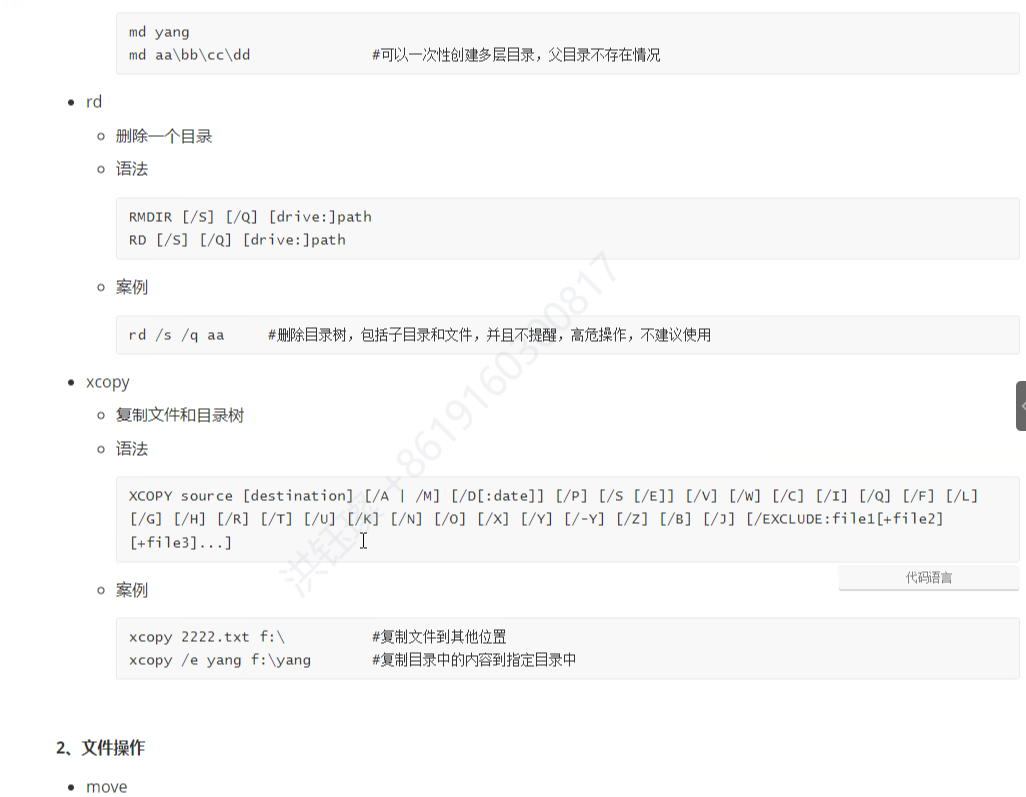 md yang
md aa\bb\cc\dd #可以一次性创建多层目录，父目录不存在情况
rd
删除一个目录
语法
RMDIR [/S] [/Q] [drive:]path
RD [/S] [/Q] [drive:]path
案例
rd /s /q aa #删除目录树，包括子目录和文件，并且不提醒，高危操作，不建议使用
xcopy
复制文件和目录树
语法
XCOPY source [destination] [/A | /M] [/D[:date]] [/P] [/S [/E]] [/V] [/W] [/C] [/I] [/Q] [/F] [/L]
[/G] [/H] [/R] [/T] [/U] [/K] [/N] [/O] [/X] [/Y] [/-Y] [/Z] [/B] [/J] [/EXCLUDE:file1[+file2]
[+file3]...]
代码语言
案例
xcopy 2222.txt f:\ #复制文件到其他位置
xcopy /e yang f:\yang #复制目录中的内容到指定目录中
2、文件操作
move